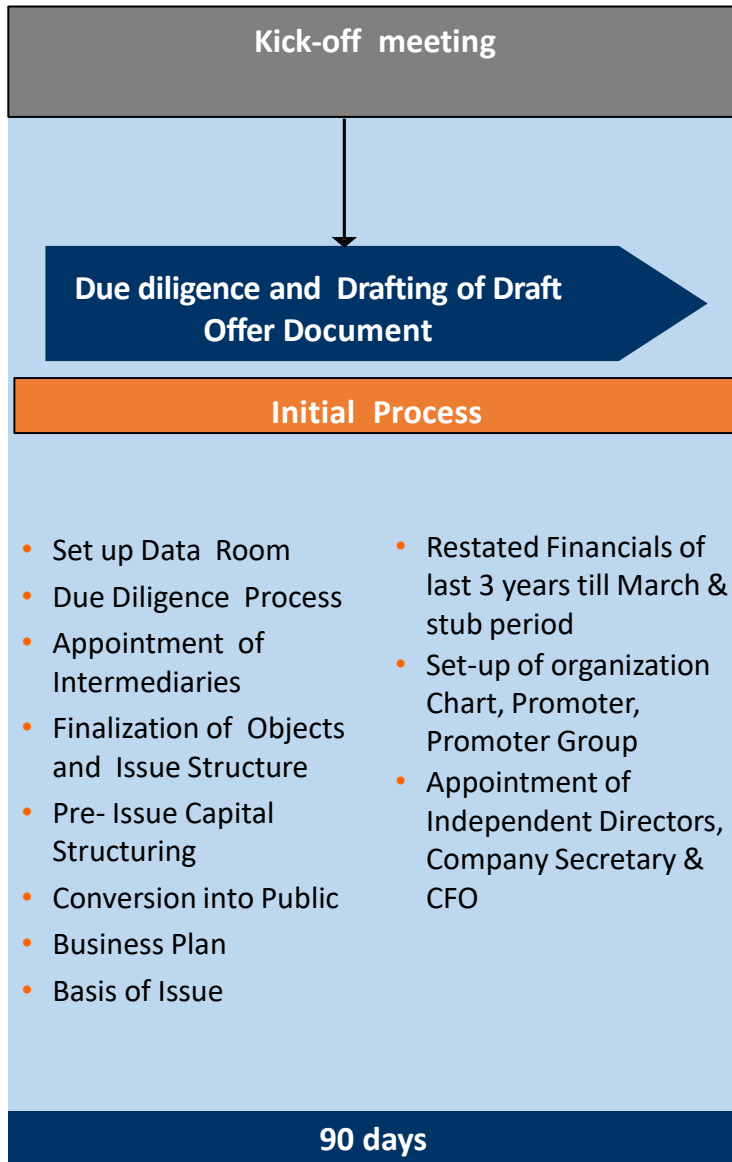 Kick-off meeting
Due diligence and Drafting of Draft
Offer Document
Initial Process
• Set up Data Room
• Due Diligence Process
• Appointment of
Intermediaries
• Finalization of Objects
and Issue Structure
• Pre- Issue Capital
Structuring
• Conversion into Public
• Business Plan
• Basis of Issue
• Restated Financials of
last 3 years till March &
stub period
• Set-up of organization
Chart, Promoter,
Promoter Group
• Appointment of
Independent Directors,
Company Secretary &
CFO
90 days